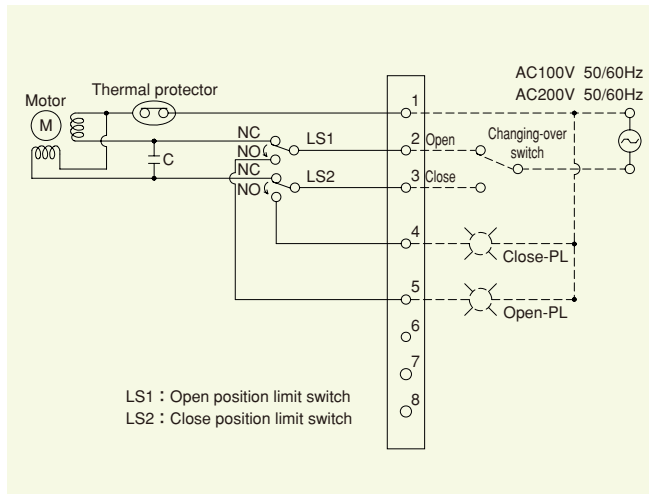 AC100V 50/60Hz
AC200V 50/60Hz
Thermal protector
Motor
M
1
NC
LS1
2 Open
Changing-over
switch
C
NO
NC
LS2
3 Close
NO
4
Close-PL
5
Open-PL
6
7
8
LS1：Open position limit switch
LS2：Close position limit switch